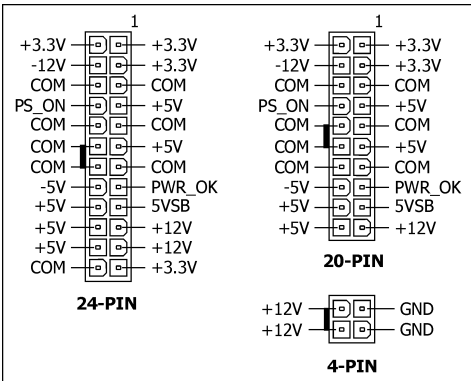 1
+3.3V +3.3V
-12V +3.3V
COM COM
PS_ON +5V
COM COM
COM +5V
COM COM
-5V PWR_OK
+5V 5VSB
+5V +12V
+5V +12V
COM +3.3V
24-PIN
1
+3.3V +3.3V
-12V +3.3V
COM COM
PS_ON +5V
COM COM
COM +5V
COM COM
-5V PWR_OK
+5V 5VSB
+5V +12V
20-PIN
+12V GND
+12V GND
4-PIN